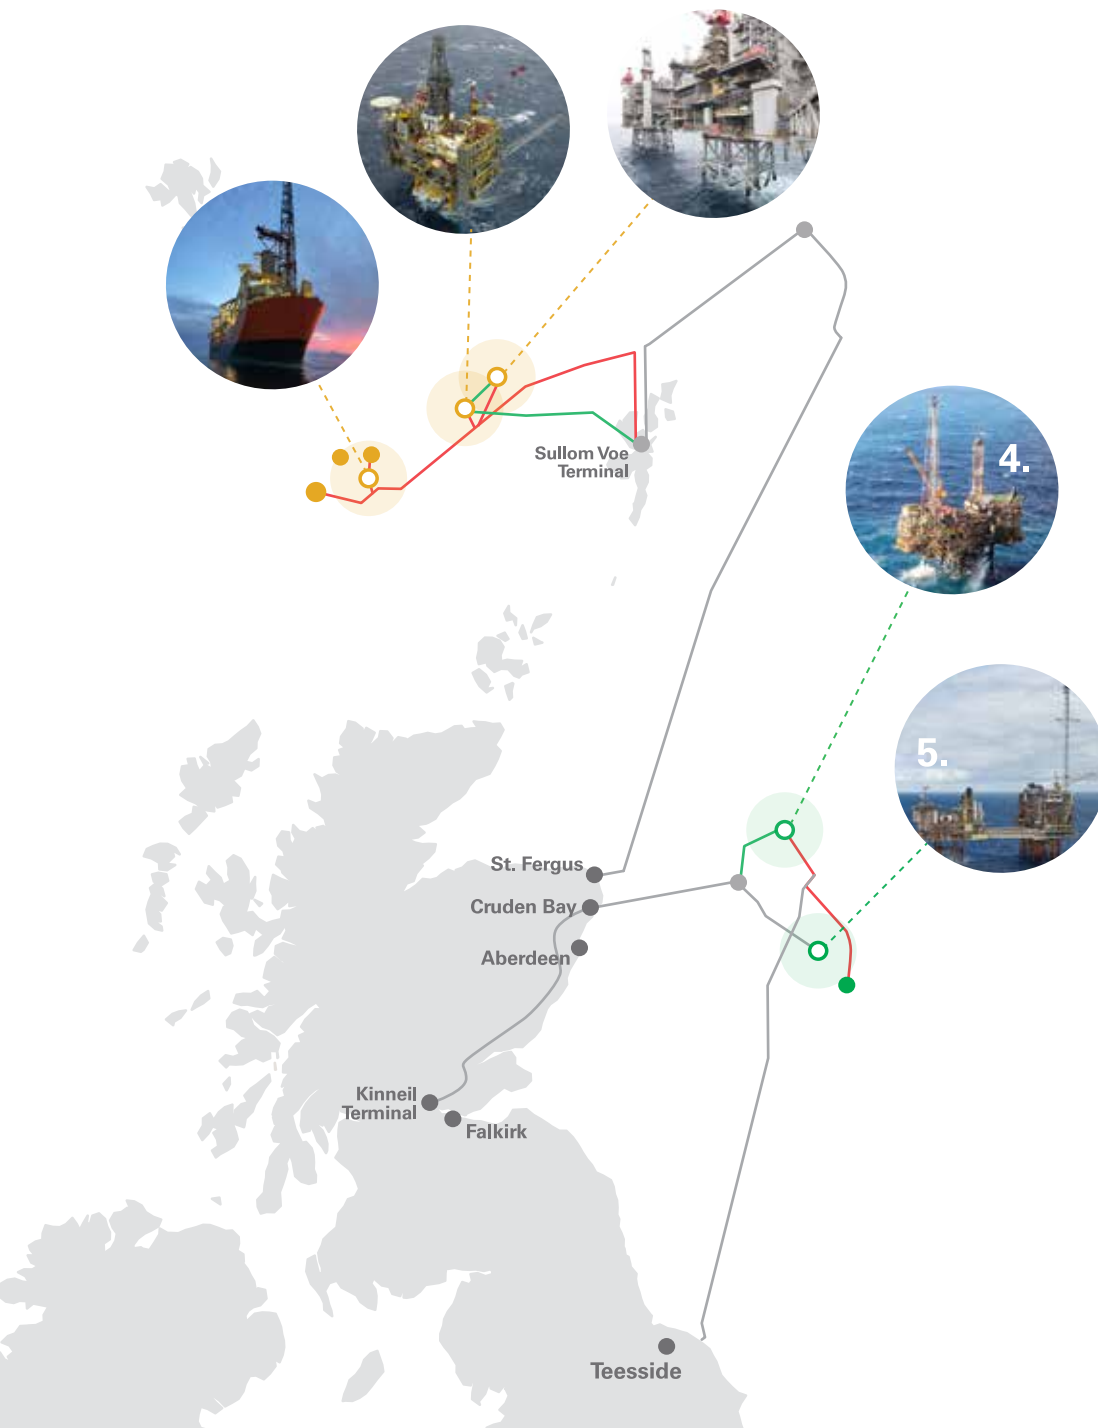 Sullom Voe
Terminal
4.
5.
St. Fergus
Cruden Bay
Aberdeen
Kinneil
Terminal
Falkirk
Teesside